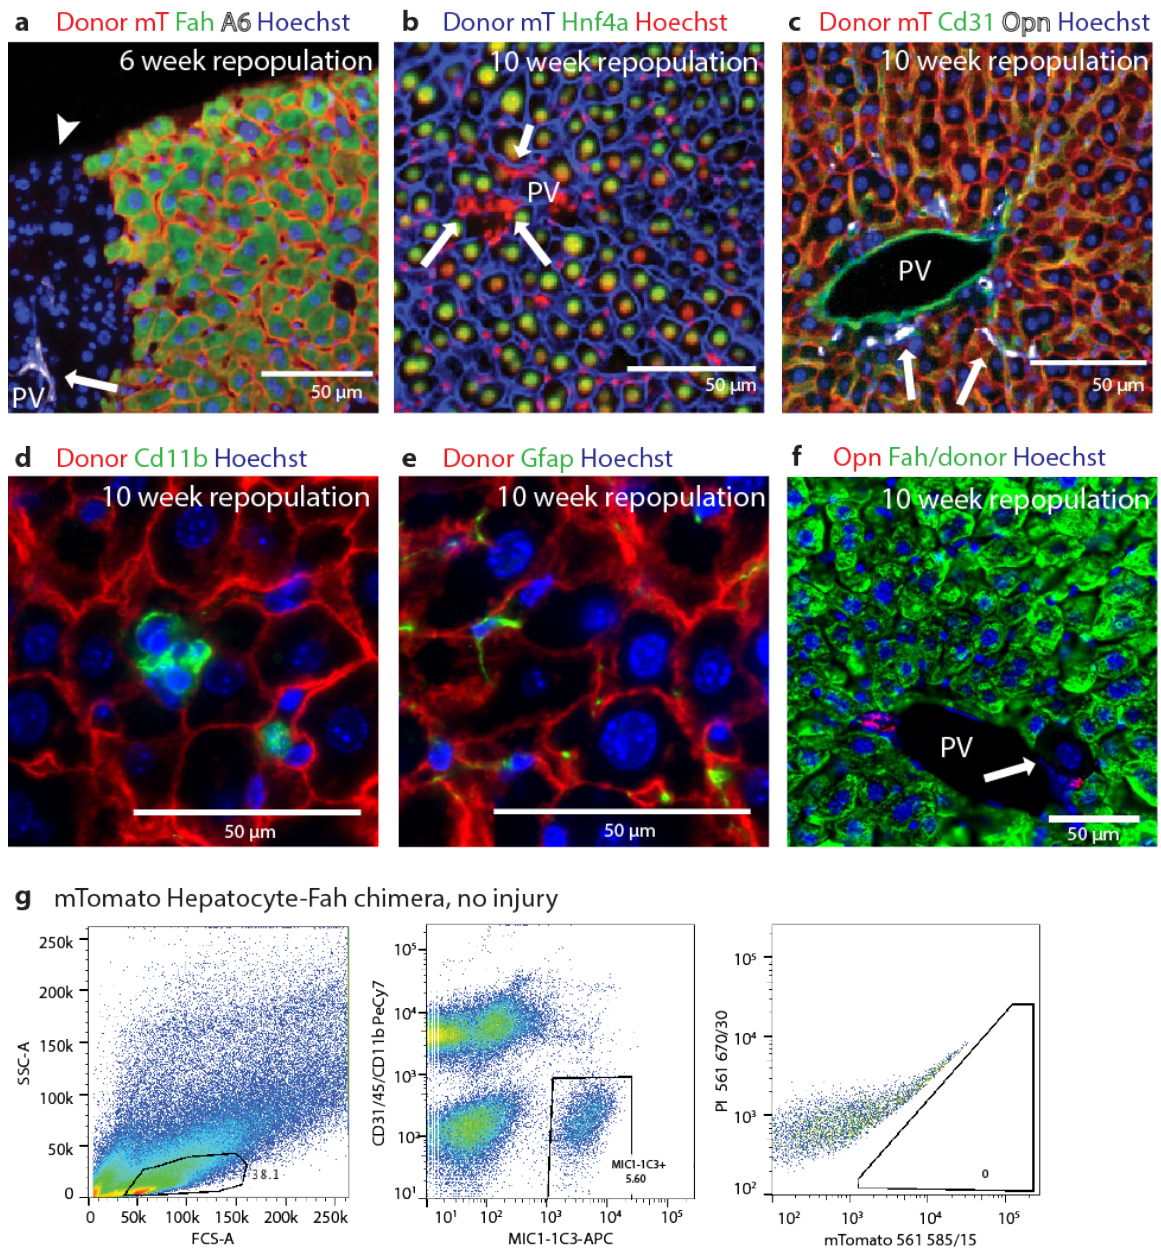 a Donor mT Fah A6 Hoechst
6 week repopulation
PV
50 µm
b Donor mT Hnf4a Hoechst
10 week repopulation
PV
50 µm
c Donor mT Cd31 Opn Hoechst
10 week repopulation
PV
50 µm
d Donor Cd11b Hoechst
10 week repopulation
50 µm
e Donor Gfap Hoechst
10 week repopulation
50 µm
f Opn Fah/donor Hoechst
10 week repopulation
PV
50 µm
g mTomato Hepatocyte-Fah chimera, no injury
SSC-A
250k
200k
150k
100k
50k
0
38.1
0 50k 100k 150k 200k 250k
FCS-A
CD31/45/CD11b PeCy7
10⁵
10⁴
10³
10³
10¹
MIC1-1C3+
5.60
10¹ 10² 10³ 10⁴ 10⁵
MIC1-1C3-APC
PI 561 670/30
10⁵
10⁴
10³
10²
0
10² 10³ 10⁴ 10⁵
mTomato 561 585/15